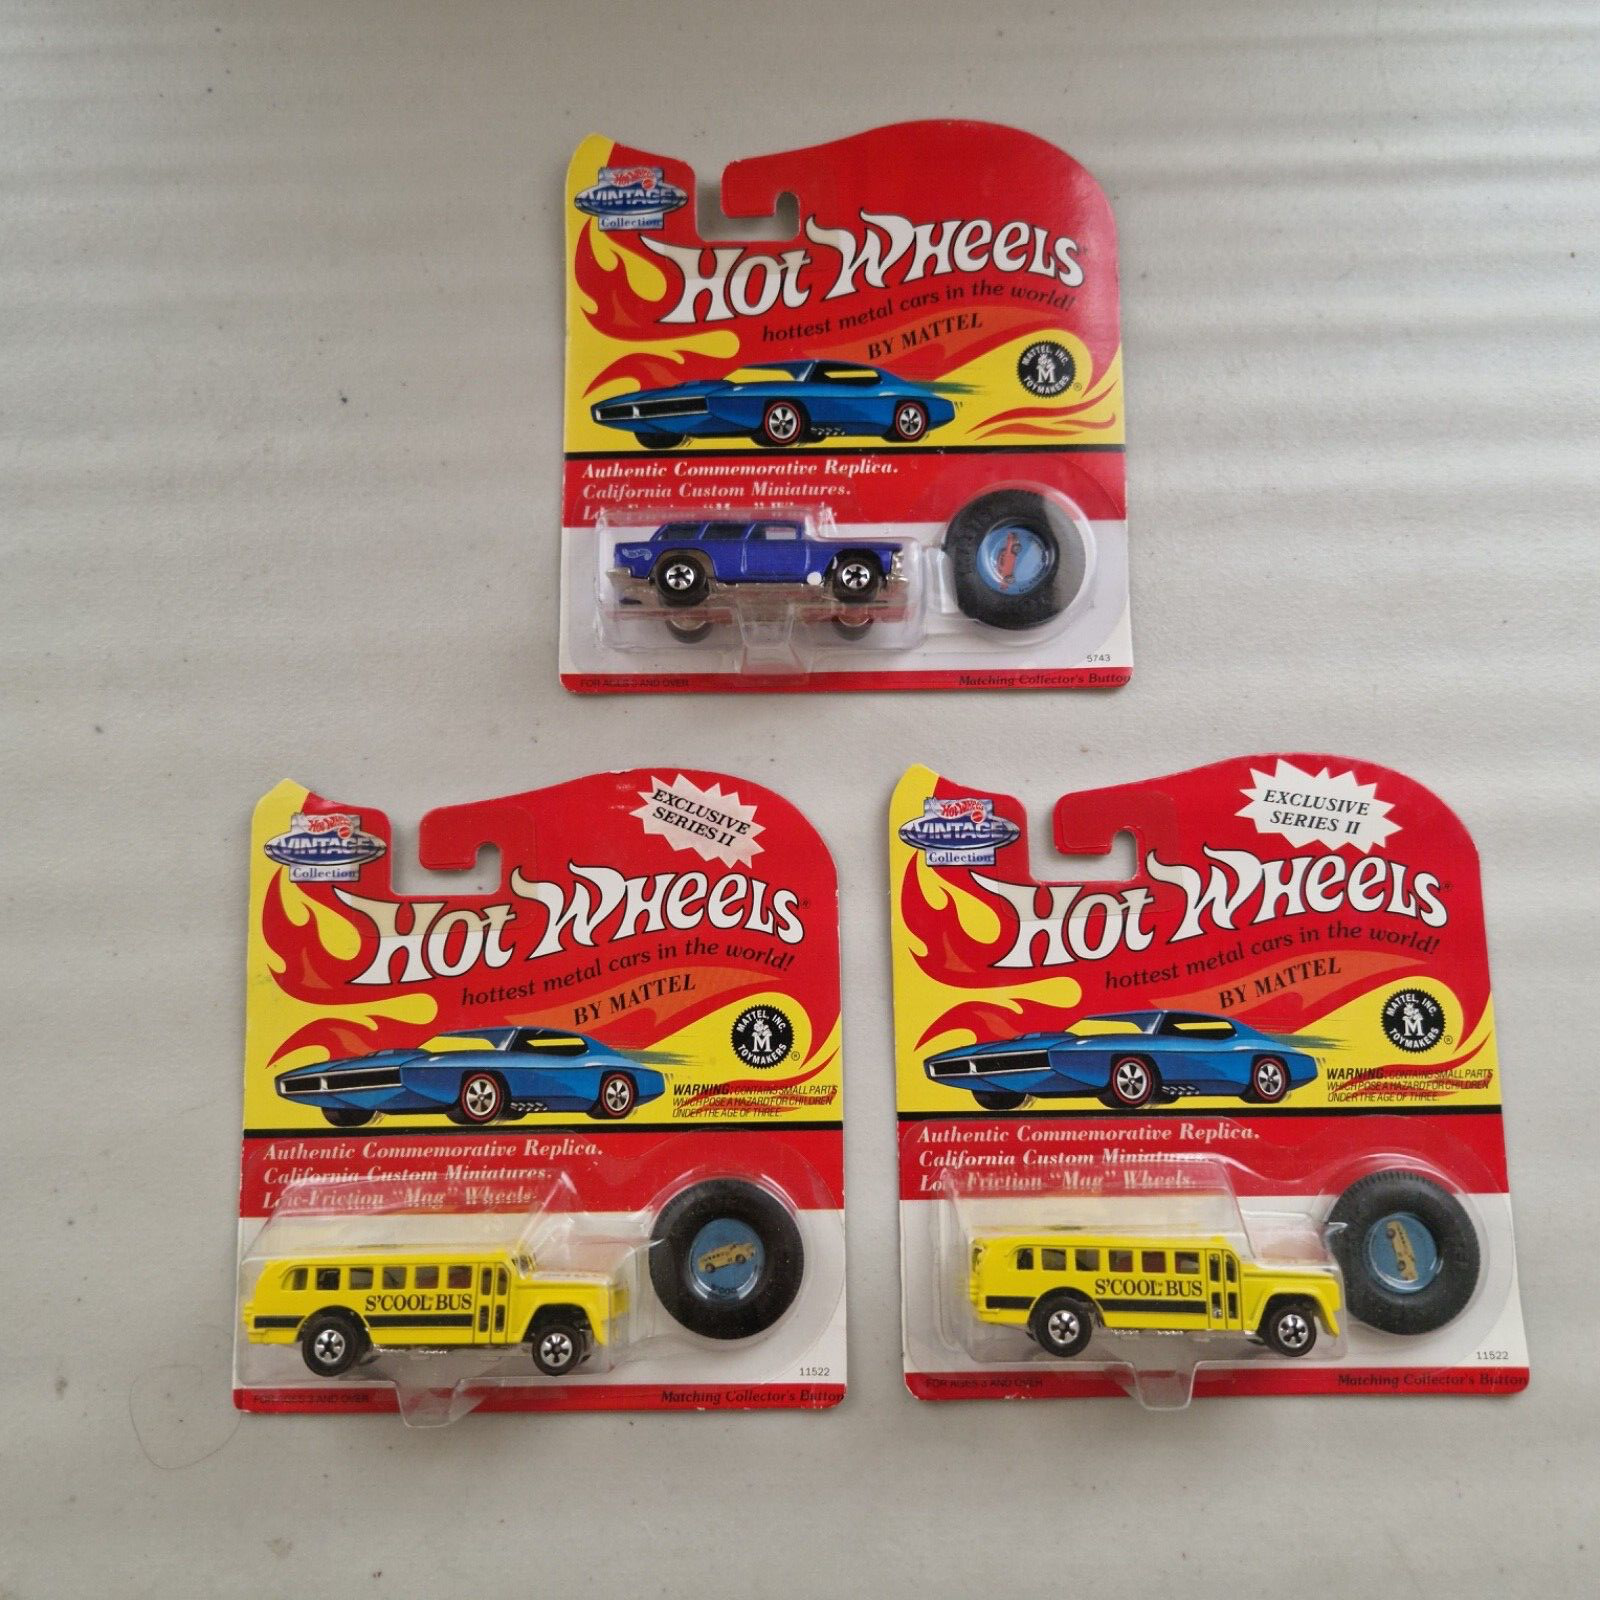 Hot Wheels
VINTAGE
Collection
Hot Wheels
hottest metal cars in the world!
BY MATTEL
MATTEL, INC.
M
TOYMAKERS
®
Authentic Commemorative Replica.
California Custom Miniatures.
Low-Friction "Mag" Wheels.
5743
FOR AGES 3 AND OVER
Matching Collector's Button
Hot Wheels
VINTAGE
Collection
EXCLUSIVE
SERIES II
Hot Wheels®
hottest metal cars in the world!
BY MATTEL
MATTEL, INC.
M
TOYMAKERS
®
WARNING: CONTAINS SMALL PARTS
WHICH POSE A HAZARD FOR CHILDREN
UNDER THE AGE OF THREE.
Authentic Commemorative Replica.
California Custom Miniatures.
Low-Friction "Mag" Wheels.
S'COOL BUS
11522
FOR AGES 3 AND OVER
Matching Collector's Button
Hot Wheels
VINTAGE
Collection
EXCLUSIVE
SERIES II
Hot Wheels®
hottest metal cars in the world!
BY MATTEL
MATTEL, INC.
M
TOYMAKERS
®
WARNING: CONTAINS SMALL PARTS
WHICH POSE A HAZARD FOR CHILDREN
UNDER THE AGE OF THREE.
Authentic Commemorative Replica.
California Custom Miniatures.
Low-Friction "Mag" Wheels.
S'COOL BUS
11522
FOR AGES 3 AND OVER
Matching Collector's Button